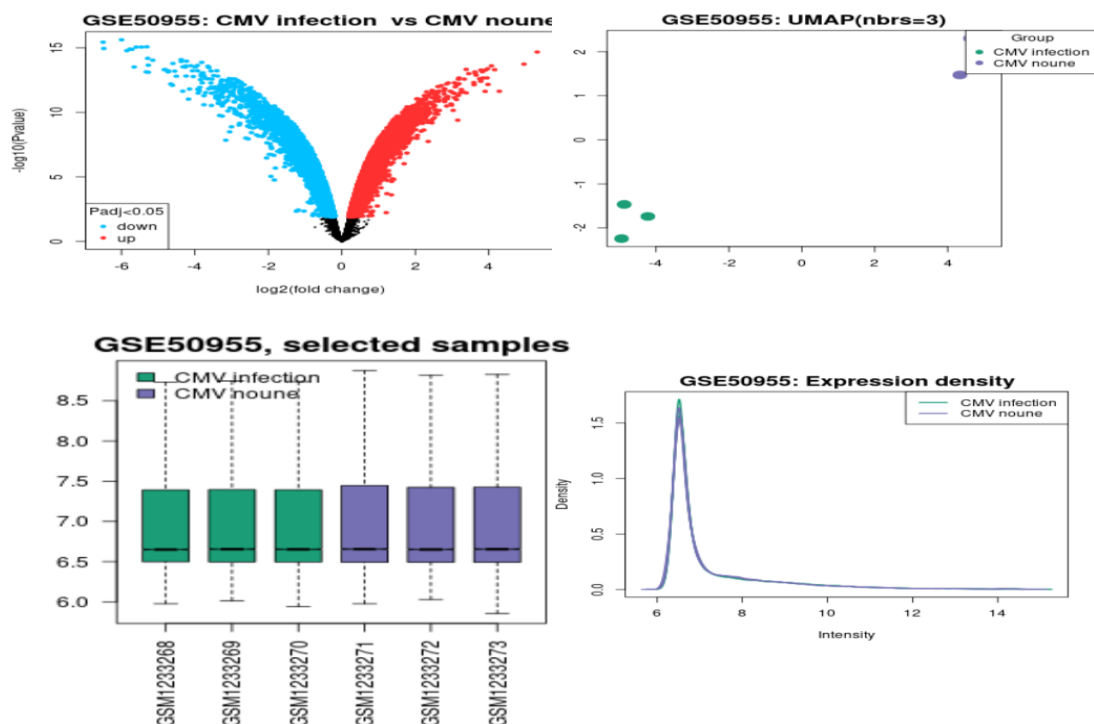 GSE50955: CMV infection vs CMV noune
-log10(Pvalue)
15
10
5
0
Padj<0.05
down
up
-6
-4
-2
0
2
4
log2(fold change)
GSE50955: UMAP(nbrs=3)
Group
CMV infection
CMV noune
2
1
0
-1
-2
-4
-2
0
2
4
GSE50955, selected samples
CMV infection
CMV noune
8.5
8.0
7.5
7.0
6.5
6.0
GSM1233268
GSM1233269
GSM1233270
GSM1233271
GSM1233272
GSM1233273
GSE50955: Expression density
CMV infection
CMV noune
Density
1.5
1.0
0.5
0.0
6
8
10
12
14
Intensity